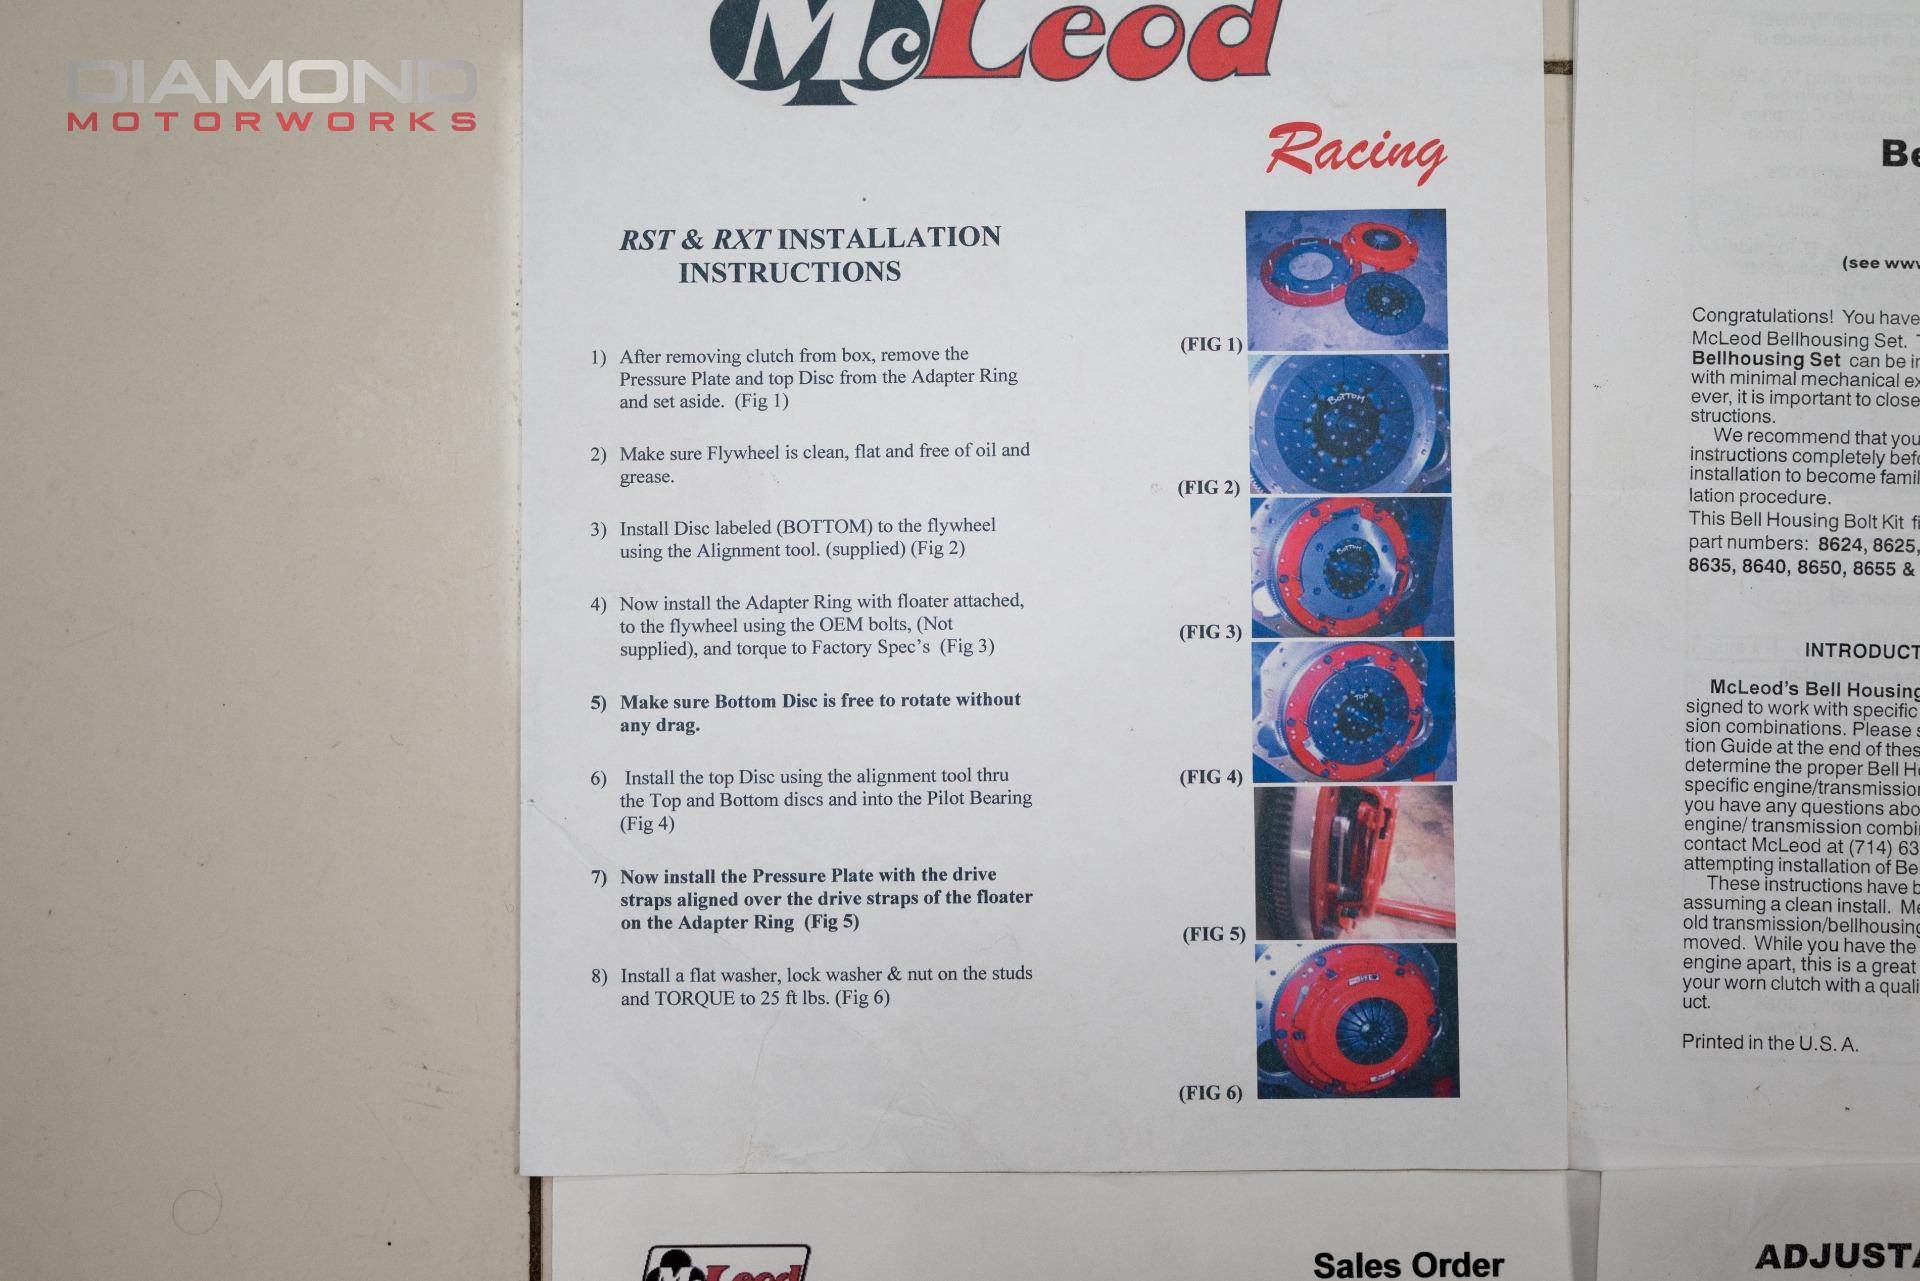 DIAMOND
MOTORWORKS
McLeod
Racing
RST & RXT INSTALLATION
INSTRUCTIONS
1) After removing clutch from box, remove the
Pressure Plate and top Disc from the Adapter Ring
and set aside. (Fig 1)
2) Make sure Flywheel is clean, flat and free of oil and
grease.
3) Install Disc labeled (BOTTOM) to the flywheel
using the Alignment tool. (supplied) (Fig 2)
4) Now install the Adapter Ring with floater attached,
to the flywheel using the OEM bolts, (Not
supplied), and torque to Factory Spec's (Fig 3)
5) Make sure Bottom Disc is free to rotate without
any drag.
6) Install the top Disc using the alignment tool thru
the Top and Bottom discs and into the Pilot Bearing
(Fig 4)
7) Now install the Pressure Plate with the drive
straps aligned over the drive straps of the floater
on the Adapter Ring (Fig 5)
8) Install a flat washer, lock washer & nut on the studs
and TORQUE to 25 ft lbs. (Fig 6)
(FIG 1)
BOTTOM
(FIG 2)
BOTTOM
(FIG 3)
TOP
(FIG 4)
(FIG 5)
(FIG 6)
Be
(see www
Congratulations! You have
McLeod Bellhousing Set.
Bellhousing Set can be in
with minimal mechanical ex
ever, it is important to close
structions.
We recommend that you
instructions completely befo
installation to become famil
lation procedure.
This Bell Housing Bolt Kit fi
part numbers: 8624, 8625,
8635, 8640, 8650, 8655 &
INTRODUCT
McLeod's Bell Housing
signed to work with specific
sion combinations. Please s
tion Guide at the end of thes
determine the proper Bell H
specific engine/transmission
you have any questions abo
engine/ transmission combi
contact McLeod at (714) 63
attempting installation of Be
These instructions have b
assuming a clean install. Me
old transmission/bellhousing
moved. While you have the
engine apart, this is a great
your worn clutch with a quali
uct.
Printed in the U.S.A.
McLeod
Sales Order
ADJUSTA